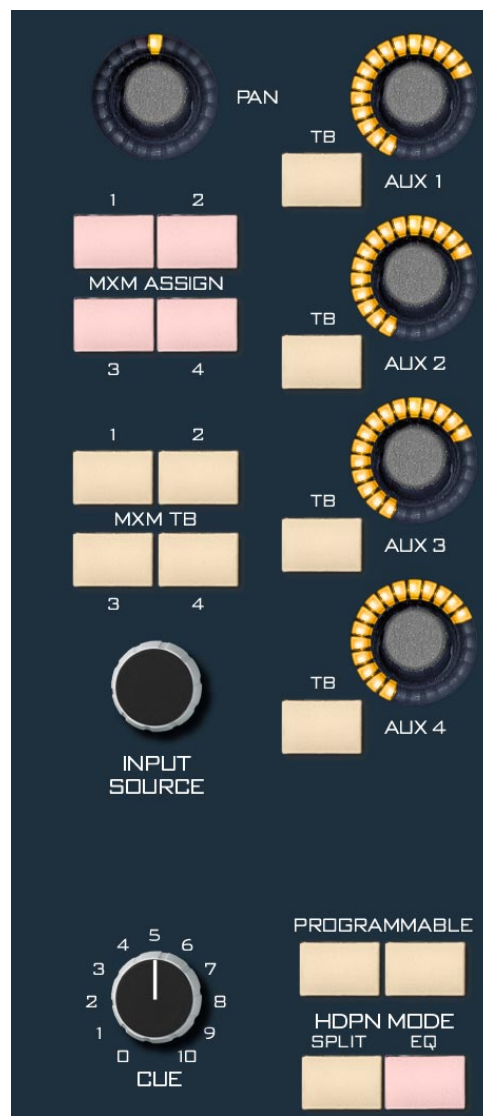 PAN
TB
AUX 1
1 2
MXM ASSIGN
3 4
TB
AUX 2
1 2
MXM TB
3 4
TB
AUX 3
INPUT
SOURCE
TB
AUX 4
PROGRAMMABLE
HDPN MODE
SPLIT EQ
0 1 2 3 4 5 6 7 8 9 10
CUE